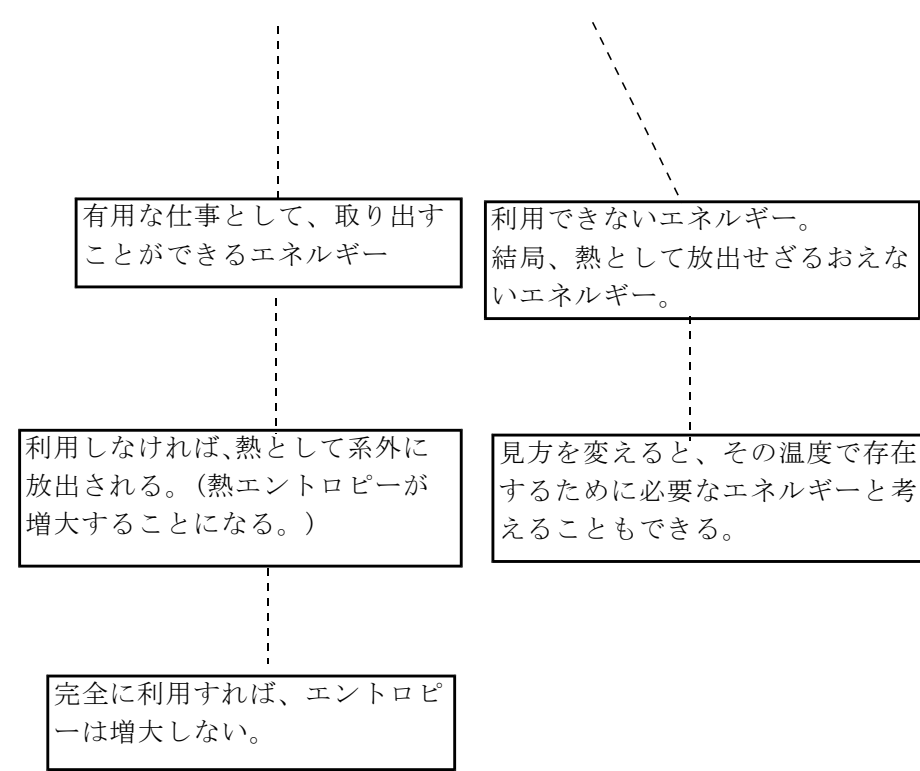 有用な仕事として、取り出す
ことができるエネルギー
利用できないエネルギー。
結局、熱として放出せざるおえな
いエネルギー。
利用しなければ、熱として系外に
放出される。(熱エントロピーが
増大することになる。)
見方を変えると、その温度で存在
するために必要なエネルギーと考
えることもできる。
完全に利用すれば、エントロピ
ーは増大しない。